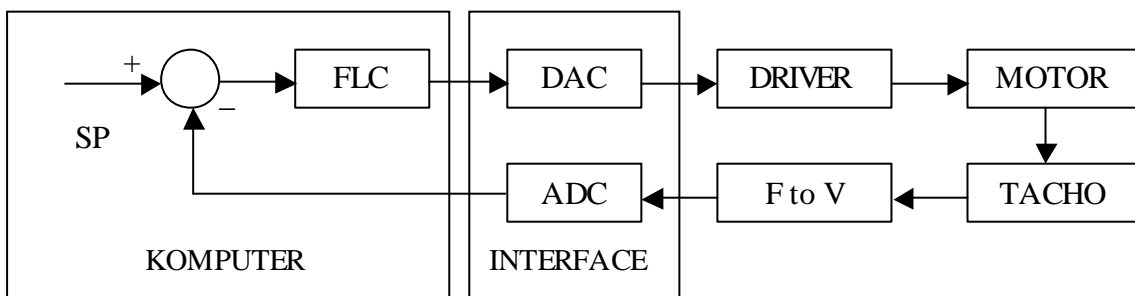 +
FLC
DAC
DRIVER
MOTOR
−
SP
ADC
F to V
TACHO
KOMPUTER
INTERFACE